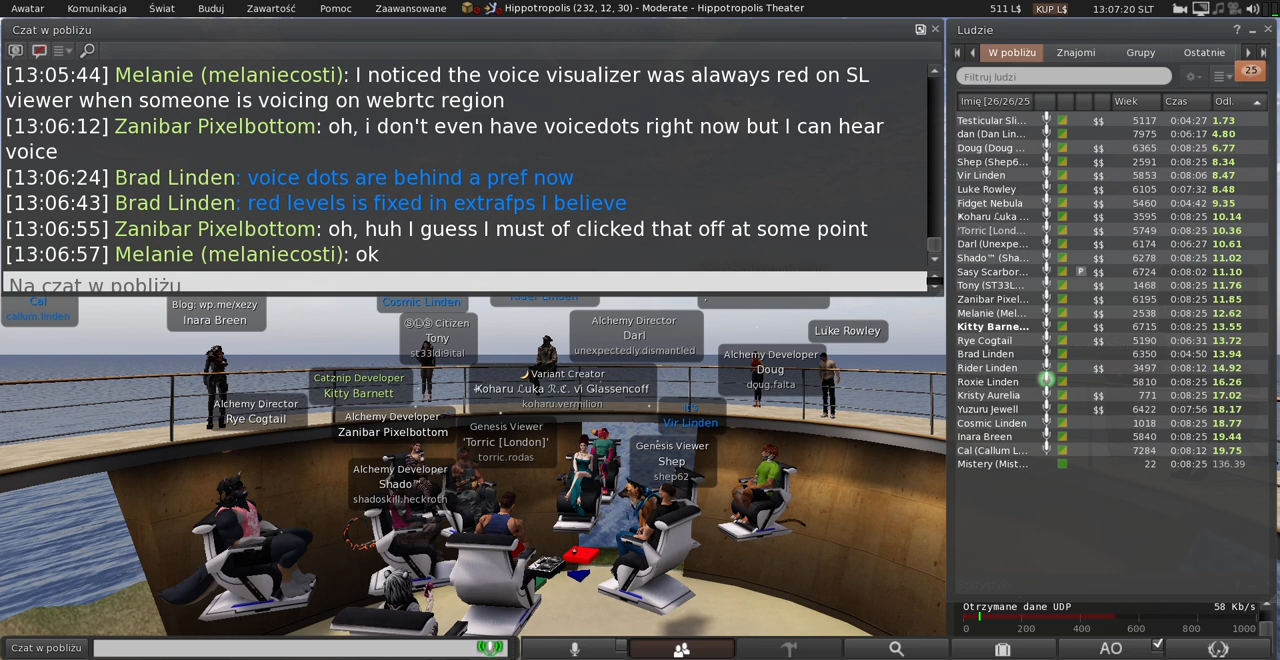 Awatar Komunikacja Świat Buduj Zawartość Pomoc Zaawansowane Hippotropolis (232, 12, 30) - Moderate - Hippotropolis Theater 511 L$ KUP L$ 13:07:20 SLT
Czat w pobliżu
[13:05:44] Melanie (melaniecosti): I noticed the voice visualizer was alaways red on SL
viewer when someone is voicing on webrtc region
[13:06:12] Zanibar Pixelbottom: oh, i don't even have voicedots right now but I can hear
voice
[13:06:24] Brad Linden: voice dots are behind a pref now
[13:06:43] Brad Linden: red levels is fixed in extrafps I believe
[13:06:55] Zanibar Pixelbottom: oh, huh I guess I must of clicked that off at some point
[13:06:57] Melanie (melaniecosti): ok
Na czat w pobliżu
Cal
callum.linden
Blog: wp.me/xezy
Inara Breen
Cosmic Linden
Rider Linden
ⓈⓁⓈ Citizen
Tony
st33ldi9ital
Alchemy Director
Darl
unexpectedly.dismantled
Luke Rowley
Alchemy Developer
Doug
doug.falta
Catznip Developer
Kitty Barnett
🌙Variant Creator
Koharu ℒuka ℛ.ℭ. vi Glassencoff
koharu.vermilion
Alchemy Director
Rye Cogtail
Alchemy Developer
Zanibar Pixelbottom
Vir Linden
Genesis Viewer
'Torric [London]'
torric.rodas
Genesis Viewer
Shep
shep62
Alchemy Developer
Shado™
shadoskill.heckroth
Ludzie
W pobliżu Znajomi Grupy Ostatnie
Filtruj ludzi 25
Imię [26/26/25 Wiek Czas Odl.
Testicular Sli... $$ 5117 0:04:27 1.73
dan (Dan Lin... 7975 0:06:17 4.80
Doug (Doug ... $$ 6365 0:08:25 6.77
Shep (Shep6... $$ 2591 0:08:25 8.34
Vir Linden $$ 5853 0:08:06 8.47
Luke Rowley $$ 6105 0:07:32 8.48
Fidget Nebula $$ 5460 0:04:42 9.35
Koharu ℒuka ... $$ 3595 0:08:25 10.14
'Torric [Lond... $$ 5749 0:08:25 10.36
Darl (Unexpe... $$ 6174 0:06:27 10.61
Shado™ (Sha... $$ 6278 0:08:25 11.02
Sasy Scarbor... P $$ 6724 0:08:02 11.10
Tony (ST33L... $$ 1468 0:08:25 11.76
Zanibar Pixel... $$ 6195 0:08:25 11.85
Melanie (Mel... $$ 2538 0:08:25 12.62
Kitty Barne... $$ 6715 0:08:25 13.55
Rye Cogtail $$ 5190 0:06:31 13.72
Brad Linden 6350 0:04:50 13.94
Rider Linden $$ 3497 0:08:12 14.92
Roxie Linden 5810 0:08:25 16.26
Kristy Aurelia $$ 771 0:08:25 17.02
Yuzuru Jewell $$ 6422 0:07:56 18.17
Cosmic Linden 1018 0:08:25 18.77
Inara Breen 5840 0:08:25 19.44
Cal (Callum L... 7284 0:08:12 19.75
Mistery (Mist... 22 0:08:25 136.39
Otrzymane dane UDP 58 Kb/s
0 200 400 600 800 1000
Czat w pobliżu
AO